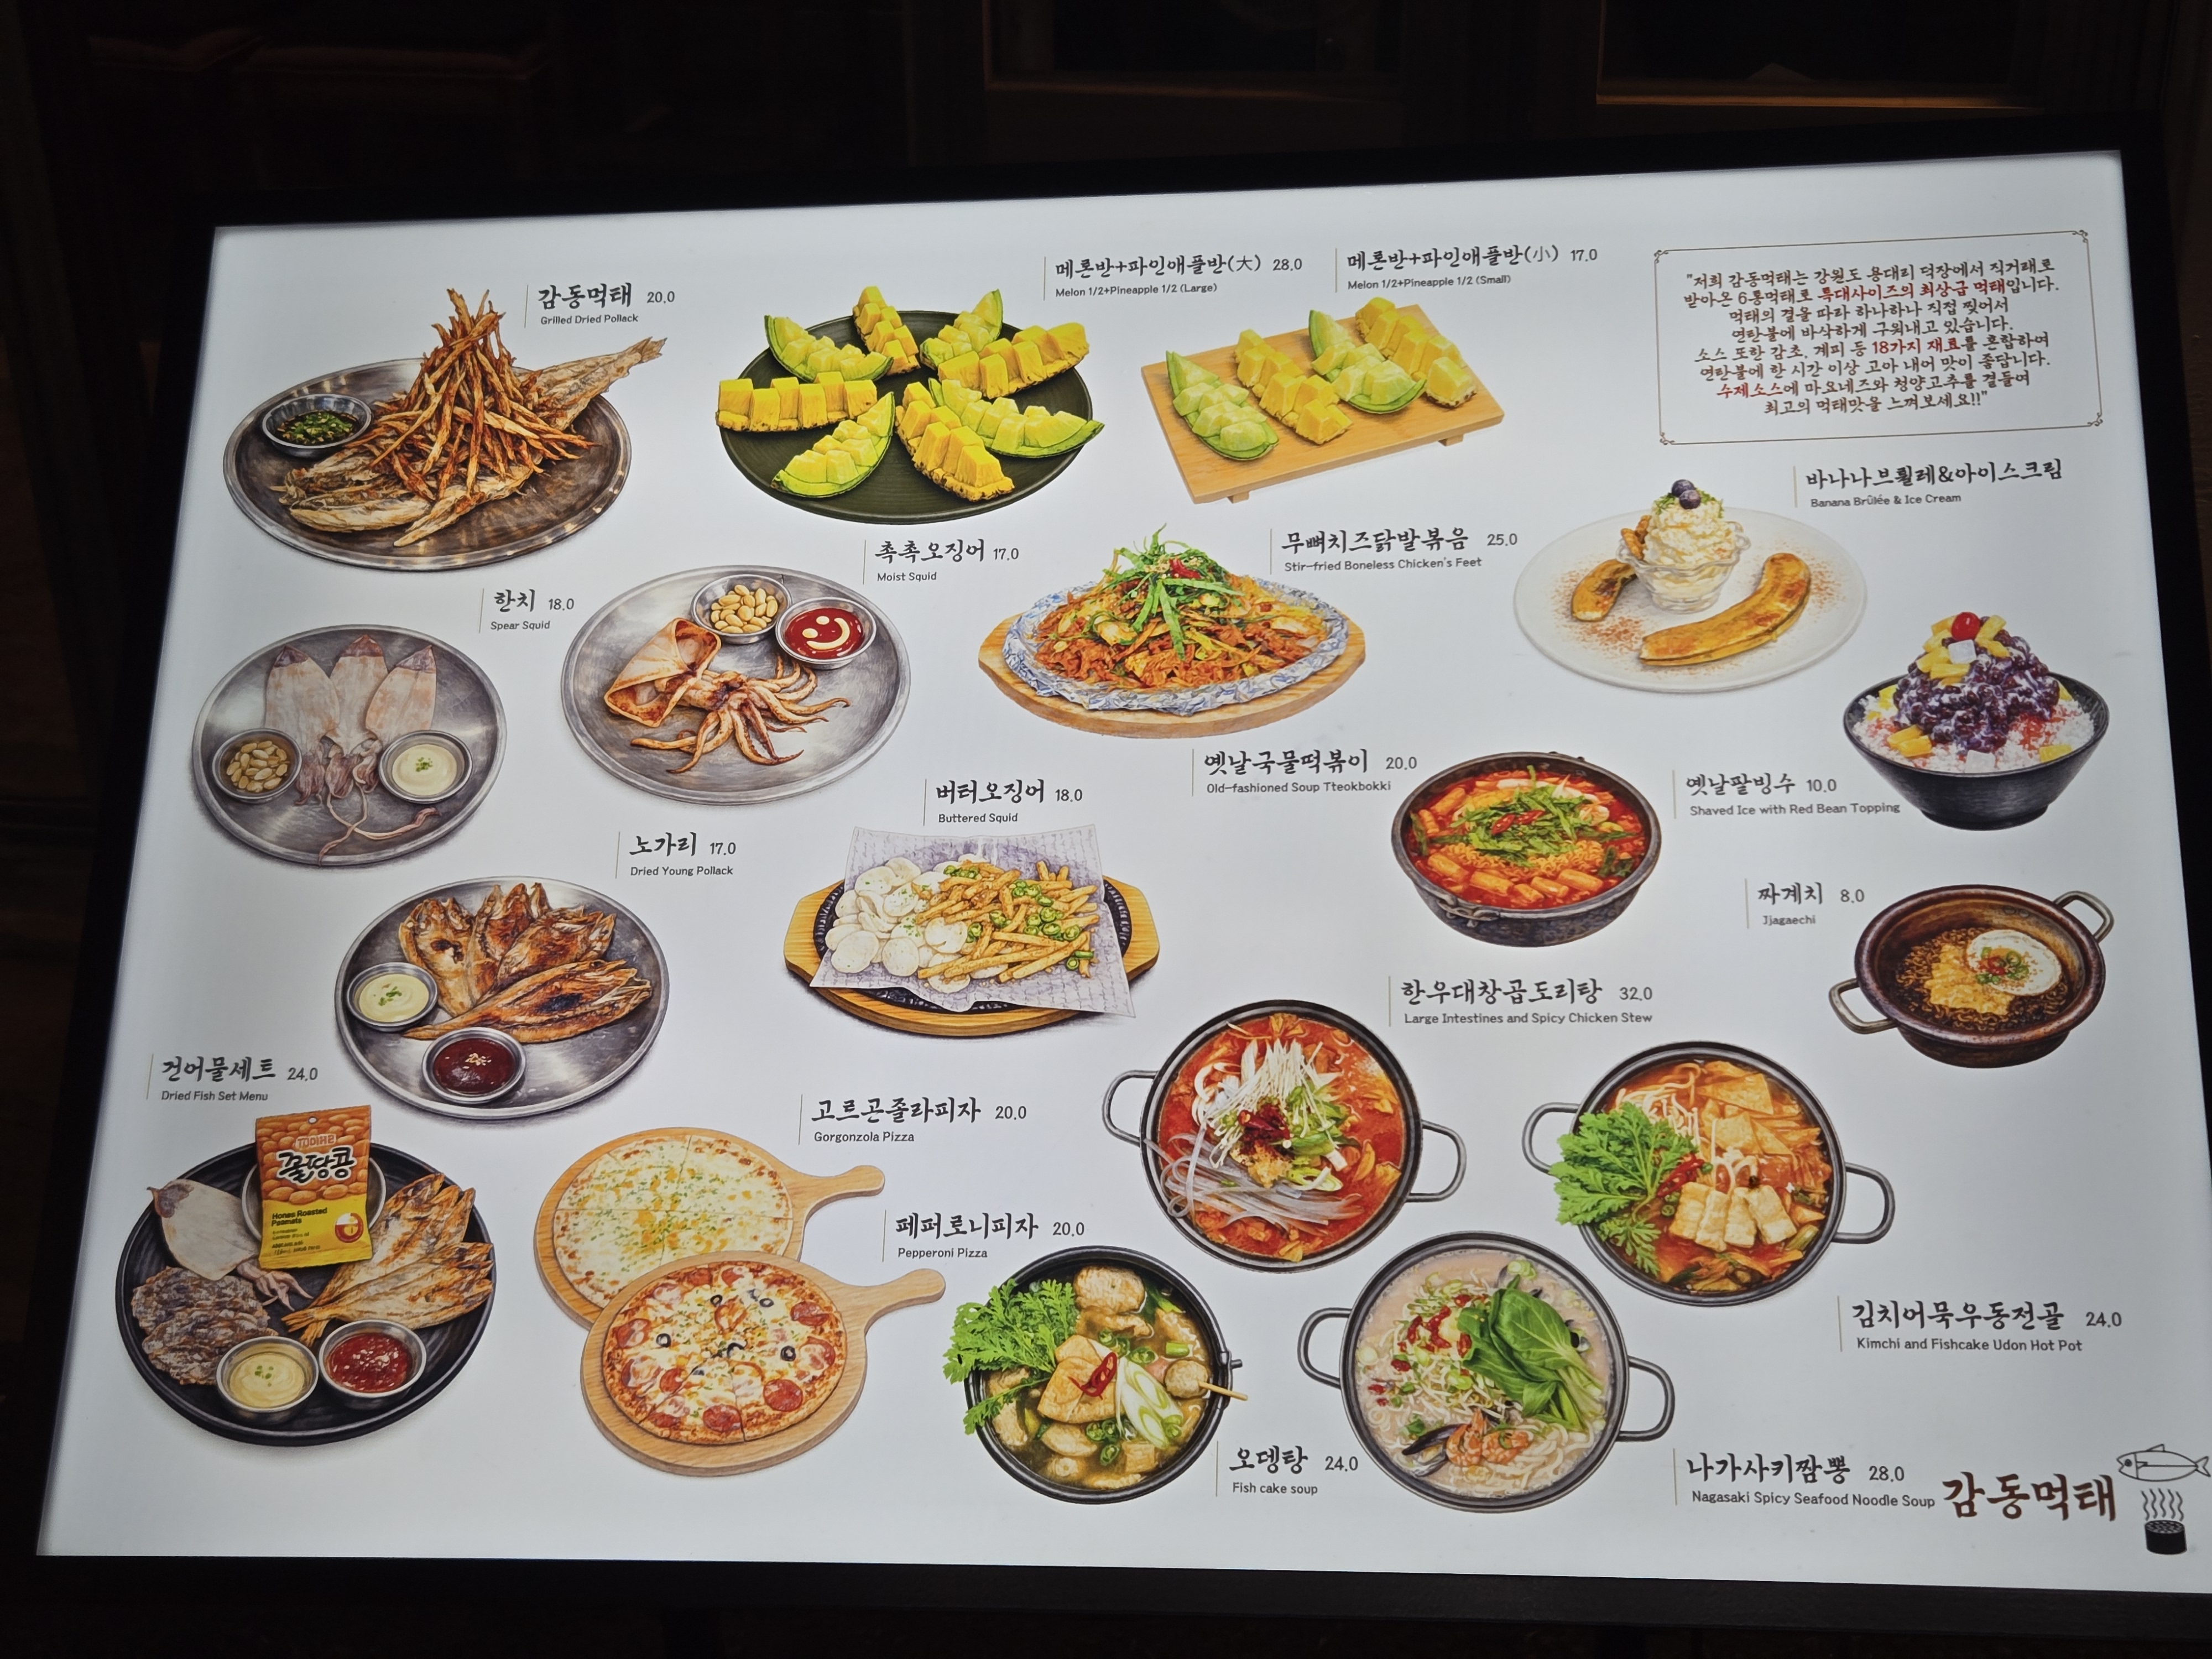 감동먹태 20.0
Grilled Dried Pollack
메론반+파인애플반(大) 28.0
Melon 1/2+Pineapple 1/2 (Large)
메론반+파인애플반(小) 17.0
Melon 1/2+Pineapple 1/2 (Small)
"저희 감동먹태는 강원도 용대리 덕장에서 직거래로
받아온 6통먹태로 특대사이즈의 최상급 먹태입니다.
먹태의 결을 따라 하나하나 직접 찢어서
연탄불에 바삭하게 구워내고 있습니다.
소스 또한 감초, 계피 등 18가지 재료를 혼합하여
연탄불에 한 시간 이상 고아 내어 맛이 좋답니다.
수제소스에 마요네즈와 청양고추를 곁들여
최고의 먹태맛을 느껴보세요!!"
바나나브륄레&아이스크림
Banana Brûlée & Ice Cream
촉촉오징어 17.0
Moist Squid
무뼈치즈닭발볶음 25.0
Stir-fried Boneless Chicken's Feet
한치 18.0
Spear Squid
옛날국물떡볶이 20.0
Old-fashioned Soup Tteokbokki
옛날팥빙수 10.0
Shaved Ice with Red Bean Topping
버터오징어 18.0
Buttered Squid
노가리 17.0
Dried Young Pollack
짜계치 8.0
Jjagaechi
한우대창곱도리탕 32.0
Large Intestines and Spicy Chicken Stew
건어물세트 24.0
Dried Fish Set Menu
꿀땅콩
Honey Roasted
Peanuts
고르곤졸라피자 20.0
Gorgonzola Pizza
페퍼로니피자 20.0
Pepperoni Pizza
김치어묵우동전골 24.0
Kimchi and Fishcake Udon Hot Pot
오뎅탕 24.0
Fish cake soup
나가사키짬뽕 28.0
Nagasaki Spicy Seafood Noodle Soup
감동먹태